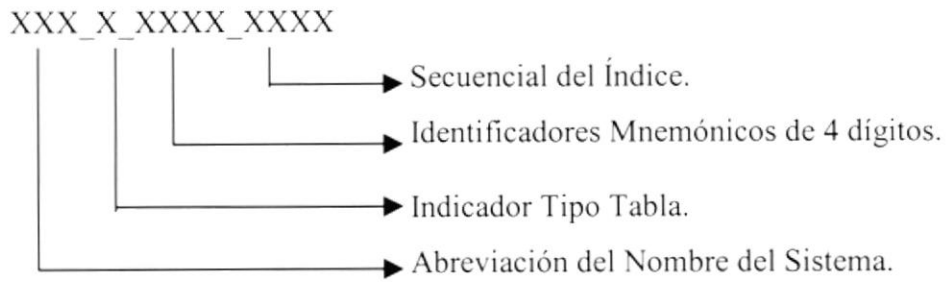 XXX_X_XXXX_XXXX
Secuencial del Índice.
Identificadores Mnemónicos de 4 dígitos.
Indicador Tipo Tabla.
Abreviación del Nombre del Sistema.